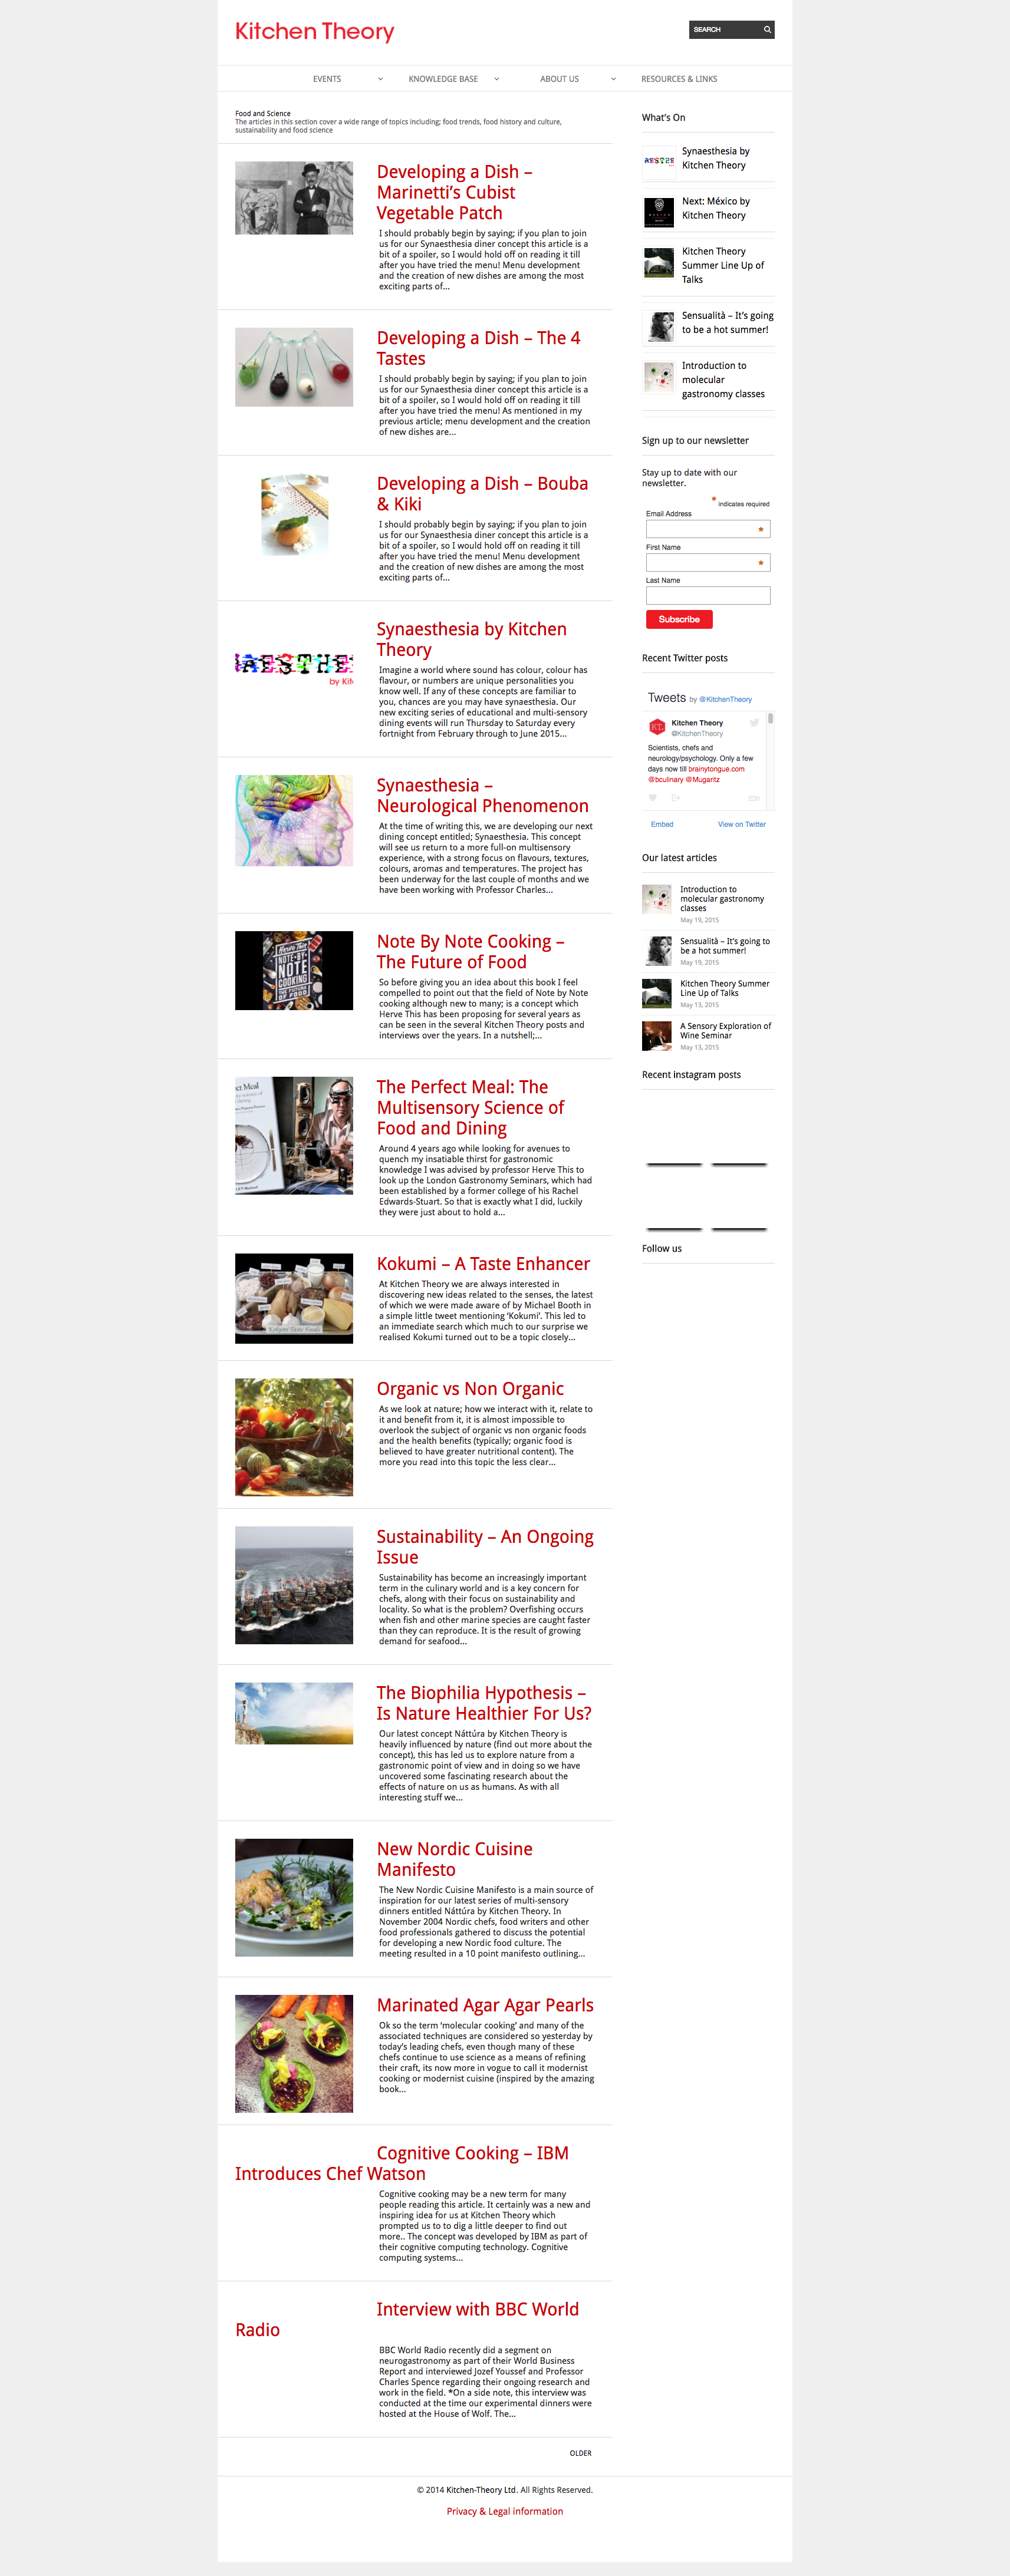 Kitchen Theory
SEARCH
EVENTS
KNOWLEDGE BASE
ABOUT US
RESOURCES & LINKS
Food and Science
The articles in this section cover a wide range of topics including; food trends, food history and culture,
sustainability and food science
Developing a Dish –
Marinetti's Cubist
Vegetable Patch
I should probably begin by saying; if you plan to join
us for our Synaesthesia diner concept this article is a
bit of a spoiler, so I would hold off on reading it till
after you have tried the menu! Menu development
and the creation of new dishes are among the most
exciting parts of...
Developing a Dish – The 4
Tastes
I should probably begin by saying; if you plan to join
us for our Synaesthesia diner concept this article is a
bit of a spoiler, so I would hold off on reading it till
after you have tried the menu! As mentioned in my
previous article; menu development and the creation
of new dishes are...
Developing a Dish – Bouba
& Kiki
I should probably begin by saying; if you plan to join
us for our Synaesthesia diner concept this article is a
bit of a spoiler, so I would hold off on reading it till
after you have tried the menu! Menu development
and the creation of new dishes are among the most
exciting parts of...
AESTHE
by Kit
Synaesthesia by Kitchen
Theory
Imagine a world where sound has colour, colour has
flavour, or numbers are unique personalities you
know well. If any of these concepts are familiar to
you, chances are you may have synaesthesia. Our
new exciting series of educational and multi-sensory
dining events will run Thursday to Saturday every
fortnight from February through to June 2015...
Synaesthesia –
Neurological Phenomenon
At the time of writing this, we are developing our next
dining concept entitled; Synaesthesia. This concept
will see us return to a more full-on multisensory
experience, with a strong focus on flavours, textures,
colours, aromas and temperatures. The project has
been underway for the last couple of months and we
have been working with Professor Charles...
Hervé This
NOTE-BY-
NOTE
COOKING
Note By Note Cooking –
The Future of Food
So before giving you an idea about this book I feel
compelled to point out that the field of Note by Note
cooking although new to many; is a concept which
Herve This has been proposing for several years as
can be seen in the several Kitchen Theory posts and
interviews over the years. In a nutshell;...
ct Meal
The Perfect Meal: The
Multisensory Science of
Food and Dining
Around 4 years ago while looking for avenues to
quench my insatiable thirst for gastronomic
knowledge I was advised by professor Herve This to
look up the London Gastronomy Seminars, which had
been established by a former college of his Rachel
Edwards-Stuart. So that is exactly what I did, luckily
they were just about to hold a...
Kokumi Taste Foods
Kokumi – A Taste Enhancer
At Kitchen Theory we are always interested in
discovering new ideas related to the senses, the latest
of which we were made aware of by Michael Booth in
a simple little tweet mentioning ‘Kokumi’. This led to
an immediate search which much to our surprise we
realised Kokumi turned out to be a topic closely...
Organic vs Non Organic
As we look at nature; how we interact with it, relate to
it and benefit from it, it is almost impossible to
overlook the subject of organic vs non organic foods
and the health benefits (typically; organic food is
believed to have greater nutritional content). The
more you read into this topic the less clear...
Sustainability – An Ongoing
Issue
Sustainability has become an increasingly important
term in the culinary world and is a key concern for
chefs, along with their focus on sustainability and
locality. So what is the problem? Overfishing occurs
when fish and other marine species are caught faster
than they can reproduce. It is the result of growing
demand for seafood...
The Biophilia Hypothesis –
Is Nature Healthier For Us?
Our latest concept Náttúra by Kitchen Theory is
heavily influenced by nature (find out more about the
concept), this has led us to explore nature from a
gastronomic point of view and in doing so we have
uncovered some fascinating research about the
effects of nature on us as humans. As with all
interesting stuff we...
New Nordic Cuisine
Manifesto
The New Nordic Cuisine Manifesto is a main source of
inspiration for our latest series of multi-sensory
dinners entitled Náttúra by Kitchen Theory. In
November 2004 Nordic chefs, food writers and other
food professionals gathered to discuss the potential
for developing a new Nordic food culture. The
meeting resulted in a 10 point manifesto outlining...
Marinated Agar Agar Pearls
Ok so the term ‘molecular cooking’ and many of the
associated techniques are considered so yesterday by
today's leading chefs, even though many of these
chefs continue to use science as a means of refining
their craft, its now more in vogue to call it modernist
cooking or modernist cuisine (inspired by the amazing
book...
Cognitive Cooking – IBM
Introduces Chef Watson
Cognitive cooking may be a new term for many
people reading this article. It certainly was a new and
inspiring idea for us at Kitchen Theory which
prompted us to to dig a little deeper to find out
more.. The concept was developed by IBM as part of
their cognitive computing technology. Cognitive
computing systems...
Interview with BBC World
Radio
BBC World Radio recently did a segment on
neurogastronomy as part of their World Business
Report and interviewed Jozef Youssef and Professor
Charles Spence regarding their ongoing research and
work in the field. *On a side note, this interview was
conducted at the time our experimental dinners were
hosted at the House of Wolf. The...
OLDER
What's On
AESTHE
Synaesthesia by
Kitchen Theory
Next: México by
Kitchen Theory
Kitchen Theory
Summer Line Up of
Talks
Sensualità – It's going
to be a hot summer!
Introduction to
molecular
gastronomy classes
Sign up to our newsletter
Stay up to date with our
newsletter.
* indicates required
Email Address
*
First Name
*
Last Name
Subscribe
Recent Twitter posts
Tweets by @KitchenTheory
KT.
Kitchen Theory
@KitchenTheory
Scientists, chefs and
neurology/psychology. Only a few
days now till brainytongue.com
@bculinary @Mugaritz
Embed
View on Twitter
Our latest articles
Introduction to
molecular gastronomy
classes
May 19, 2015
Sensualità – It's going to
be a hot summer!
May 19, 2015
Kitchen Theory Summer
Line Up of Talks
May 13, 2015
A Sensory Exploration of
Wine Seminar
May 13, 2015
Recent instagram posts
Follow us
© 2014 Kitchen-Theory Ltd. All Rights Reserved.
Privacy & Legal information